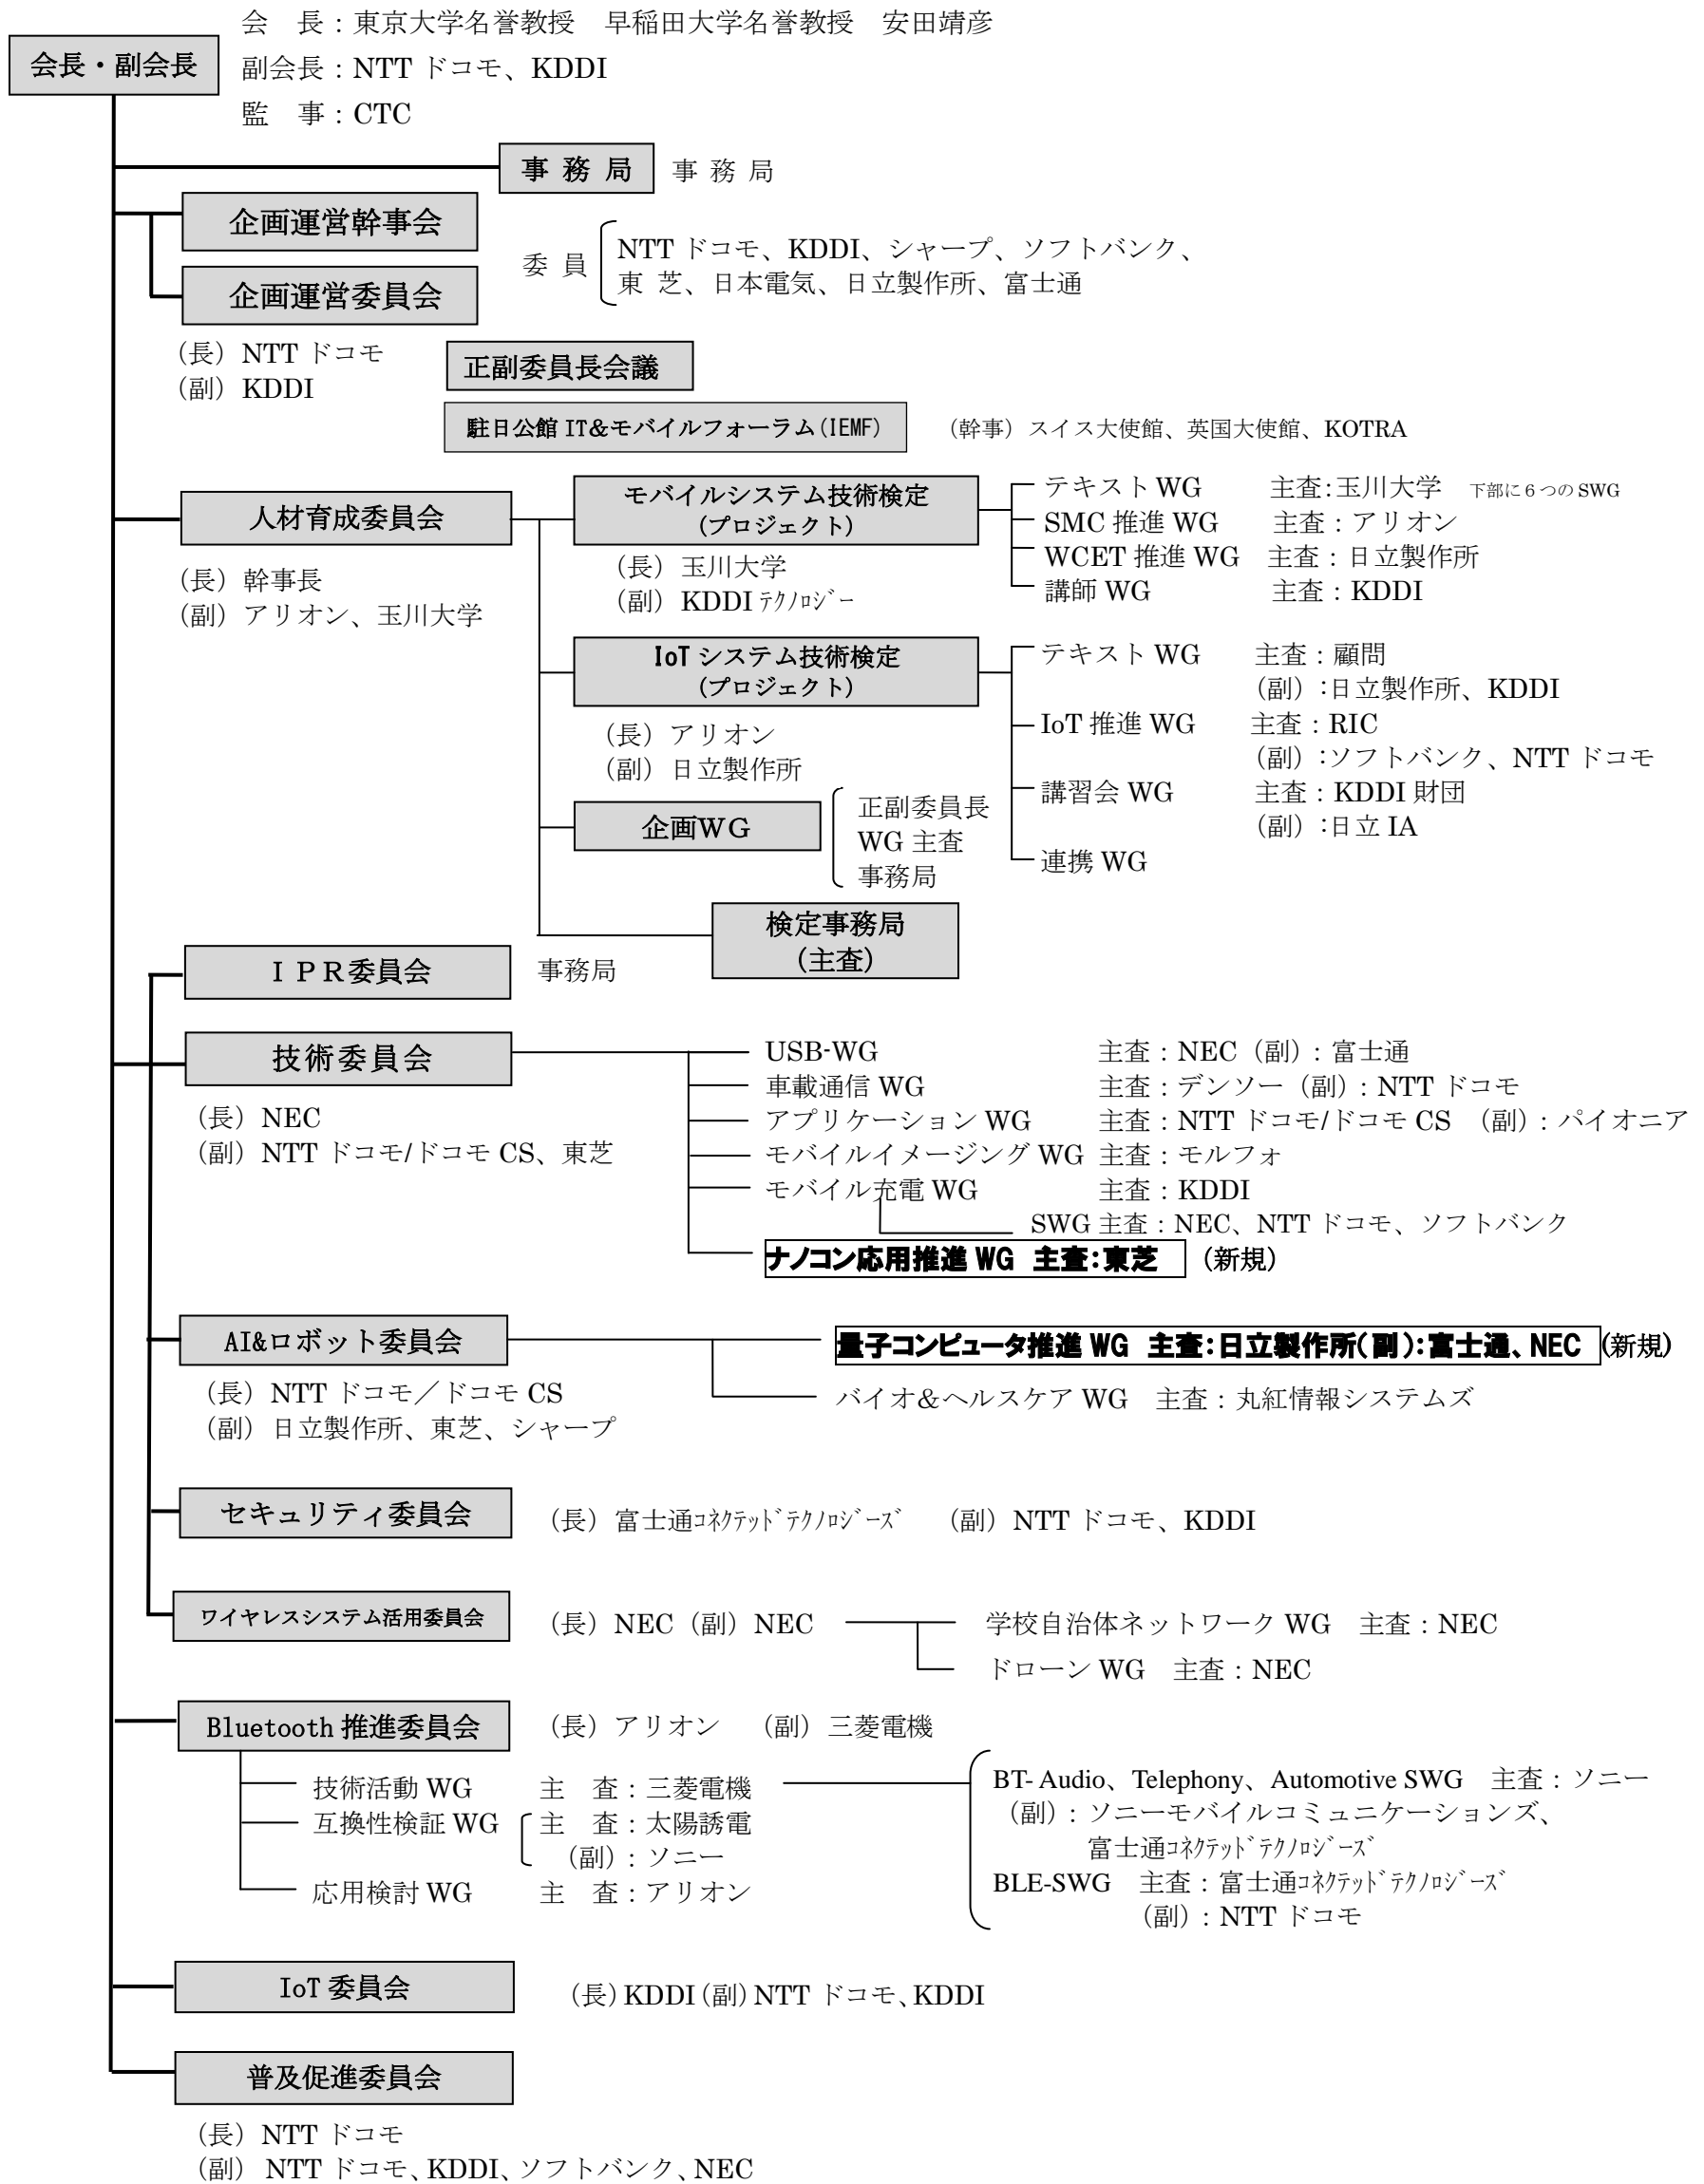 会　長：東京大学名誉教授　早稲田大学名誉教授　安田靖彦
会長・副会長
副会長：NTT ドコモ、KDDI
監　事：CTC
事 務 局　事 務 局
企画運営幹事会
委 員　NTT ドコモ、KDDI、シャープ、ソフトバンク、
東 芝、日本電気、日立製作所、富士通
企画運営委員会
（長）NTT ドコモ
（副）KDDI
正副委員長会議
駐日公館 IT&モバイルフォーラム(IEMF)　（幹事）スイス大使館、英国大使館、KOTRA
人材育成委員会
（長）幹事長
（副）アリオン、玉川大学
モバイルシステム技術検定
(プロジェクト)
（長）玉川大学
（副）KDDI ﾃｸﾉﾛｼﾞｰ
テキスト WG　主査：玉川大学　下部に６つの SWG
SMC 推進 WG　主査：アリオン
WCET 推進 WG　主査：日立製作所
講師 WG　主査：KDDI
IoT システム技術検定
(プロジェクト)
（長）アリオン
（副）日立製作所
テキスト WG　主査：顧問
（副）：日立製作所、KDDI
IoT 推進 WG　主査：RIC
（副）：ソフトバンク、NTT ドコモ
講習会 WG　主査：KDDI 財団
（副）：日立 IA
連携 WG
企画ＷＧ
正副委員長
WG 主査
事務局
検定事務局
(主査)
ＩＰＲ委員会　事務局
技術委員会
（長）NEC
（副）NTT ドコモ/ドコモ CS、東芝
USB-WG　主査：NEC（副）：富士通
車載通信 WG　主査：デンソー（副）：NTT ドコモ
アプリケーション WG　主査：NTT ドコモ/ドコモ CS　（副）：パイオニア
モバイルイメージング WG　主査：モルフォ
モバイル充電 WG　主査：KDDI
SWG 主査：NEC、NTT ドコモ、ソフトバンク
ナノコン応用推進 WG　主査：東芝　（新規）
AI&ロボット委員会
（長）NTT ドコモ／ドコモ CS
（副）日立製作所、東芝、シャープ
量子コンピュータ推進 WG　主査：日立製作所（副）：富士通、NEC　(新規)
バイオ＆ヘルスケア WG　主査：丸紅情報システムズ
セキュリティ委員会　（長）富士通ｺﾈｸﾃｯﾄﾞﾃｸﾉﾛｼﾞｰｽﾞ　（副）NTT ドコモ、KDDI
ワイヤレスシステム活用委員会　（長）NEC（副）NEC
学校自治体ネットワーク WG　主査：NEC
ドローン WG　主査：NEC
Bluetooth 推進委員会　（長）アリオン　（副）三菱電機
技術活動 WG　主　査：三菱電機
互換性検証 WG　主　査：太陽誘電
（副）：ソニー
応用検討 WG　主　査：アリオン
BT- Audio、Telephony、Automotive SWG　主査：ソニー
（副）：ソニーモバイルコミュニケーションズ、
富士通ｺﾈｸﾃｯﾄﾞﾃｸﾉﾛｼﾞｰｽﾞ
BLE-SWG　主査：富士通ｺﾈｸﾃｯﾄﾞﾃｸﾉﾛｼﾞｰｽﾞ
（副）：NTT ドコモ
IoT 委員会　（長）KDDI（副）NTT ドコモ、KDDI
普及促進委員会
（長）NTT ドコモ
（副）NTT ドコモ、KDDI、ソフトバンク、NEC